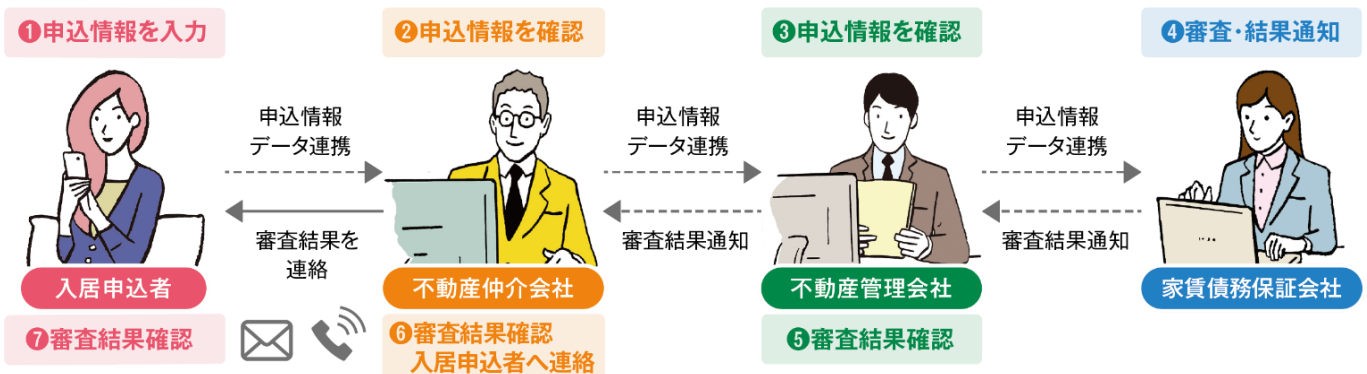 ❶申込情報を入力
❷申込情報を確認
❸申込情報を確認
❹審査・結果通知
申込情報
データ連携
申込情報
データ連携
申込情報
データ連携
審査結果を
連絡
審査結果通知
審査結果通知
入居申込者
不動産仲介会社
不動産管理会社
家賃債務保証会社
❼審査結果確認
❻審査結果確認
入居申込者へ連絡
❺審査結果確認